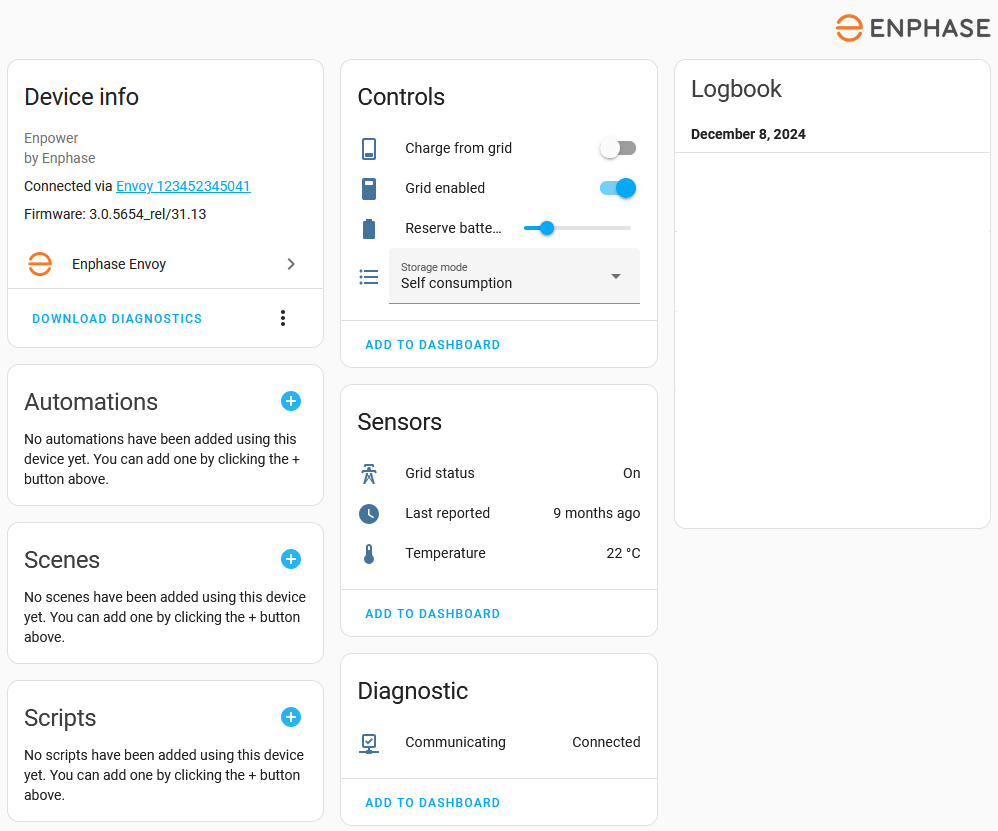 ENPHASE
Device info
Enpower
by Enphase
Connected via Envoy 123452345041
Firmware: 3.0.5654_rel/31.13
Enphase Envoy
DOWNLOAD DIAGNOSTICS
Automations
No automations have been added using this
device yet. You can add one by clicking the +
button above.
Scenes
No scenes have been added using this device
yet. You can add one by clicking the + button
above.
Scripts
No scripts have been added using this device
yet. You can add one by clicking the + button
above.
Controls
Charge from grid
Grid enabled
Reserve batte...
Storage mode
Self consumption
ADD TO DASHBOARD
Sensors
Grid status On
Last reported 9 months ago
Temperature 22 °C
ADD TO DASHBOARD
Diagnostic
Communicating Connected
ADD TO DASHBOARD
Logbook
December 8, 2024